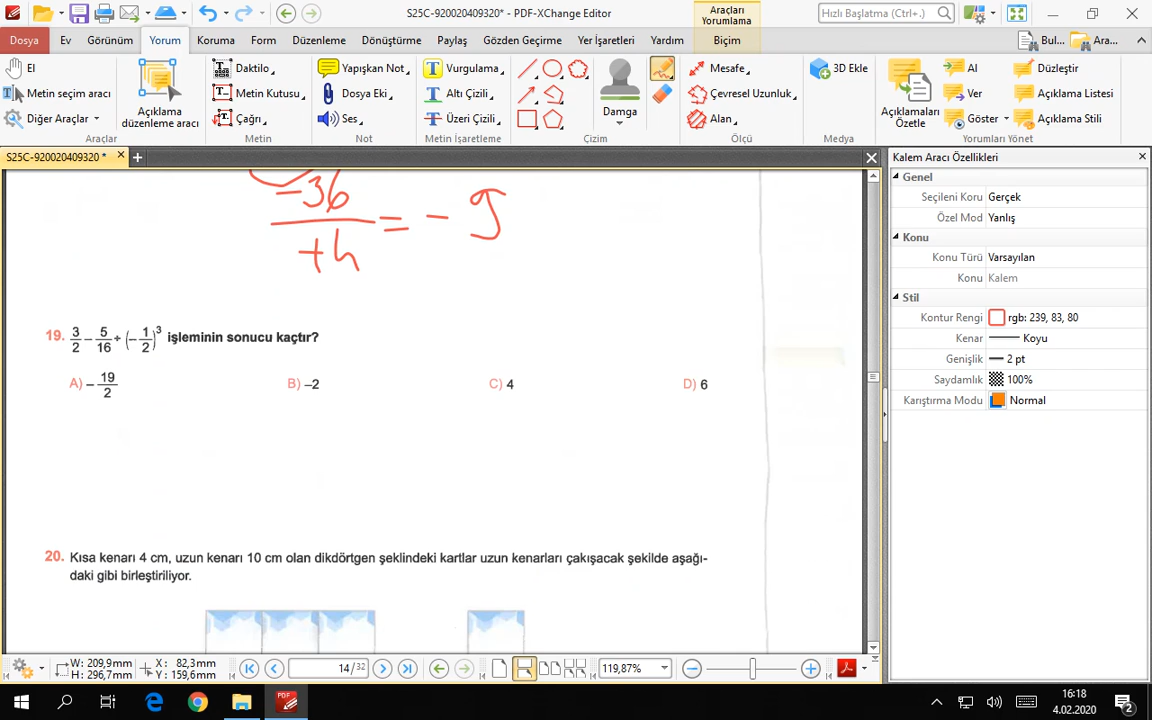 S25C-920020409320* - PDF-XChange Editor
Araçları Yorumlama
Hızlı Başlatma (Ctrl+.)
Dosya Ev Görünüm Yorum Koruma Form Düzenleme Dönüştürme Paylaş Gözden Geçirme Yer İşaretleri Yardım Biçim Bul... Ara...
El
Metin seçim aracı
Diğer Araçlar
Açıklama düzenleme aracı
Araçlar
Daktilo
Metin Kutusu
Çağrı
Metin
Yapışkan Not
Dosya Eki
Ses
Not
Vurgulama
Altı Çizili
Üzeri Çizili
Metin İşaretleme
Çizim
Damga
Mesafe
Çevresel Uzunluk
Alan
Ölçü
3D Ekle
Medya
Açıklamaları Özetle
Al
Ver
Göster
Düzleştir
Açıklama Listesi
Açıklama Stili
Yorumları Yönet
S25C-920020409320 *
-36
/ +4 = - 9
19. 3/2 - 5/16 ÷ (-1/2)^3 işleminin sonucu kaçtır?
A) -19/2 B) –2 C) 4 D) 6
20. Kısa kenarı 4 cm, uzun kenarı 10 cm olan dikdörtgen şeklindeki kartlar uzun kenarları çakışacak şekilde aşağı-
daki gibi birleştiriliyor.
Kalem Aracı Özellikleri
Genel
Seçileni Koru Gerçek
Özel Mod Yanlış
Konu
Konu Türü Varsayılan
Konu Kalem
Stil
Kontur Rengi rgb: 239, 83, 80
Kenar Koyu
Genişlik 2 pt
Saydamlık 100%
Karıştırma Modu Normal
W: 209,9mm
H: 296,7mm
X: 82,3mm
Y: 159,6mm
14 / 32
119,87%
16:18
4.02.2020
2